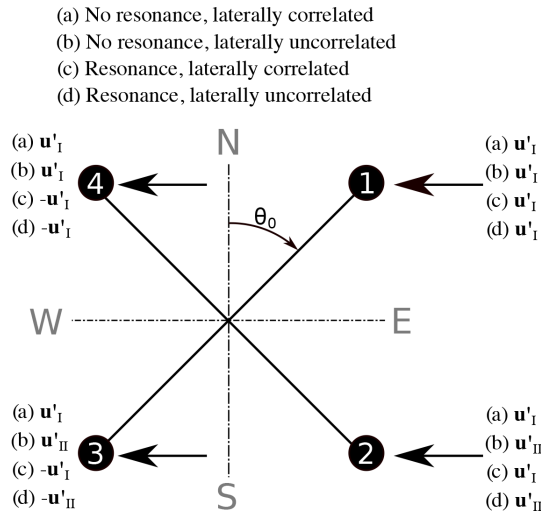 (a) No resonance, laterally correlated
(b) No resonance, laterally uncorrelated
(c) Resonance, laterally correlated
(d) Resonance, laterally uncorrelated
(a) u'I
(b) u'I
(c) -u'I
(d) -u'I
4
N
1
(a) u'I
(b) u'I
(c) u'I
(d) u'I
θ0
W
E
(a) u'I
(b) u'II
(c) -u'I
(d) -u'II
3
S
2
(a) u'I
(b) u'II
(c) u'I
(d) u'II